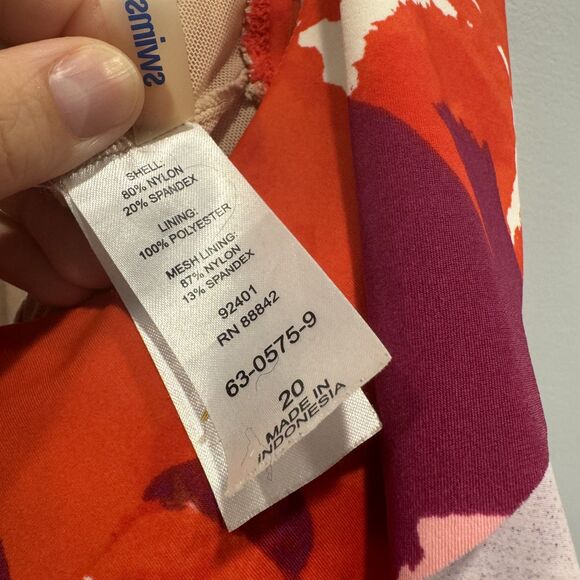 swims
SHELL:
80% NYLON
20% SPANDEX
LINING:
100% POLYESTER
MESH LINING:
87% NYLON
13% SPANDEX
92401
RN 88842
63-0575-9
20
MADE IN
INDONESIA